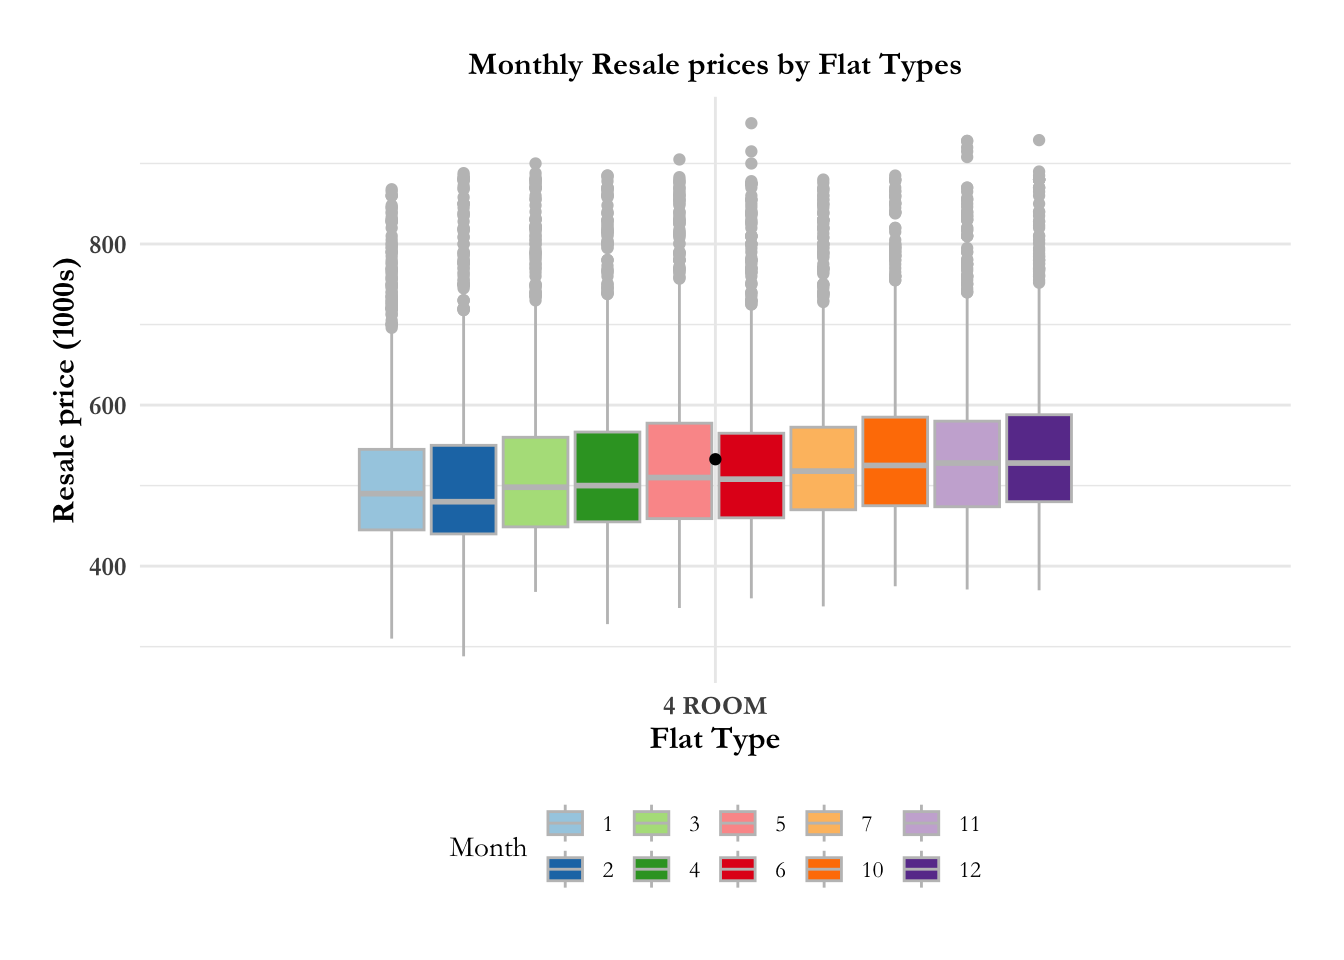 Monthly Resale prices by Flat Types
Resale price (1000s)
800
600
400
4 ROOM
Flat Type
Month
1 3 5 7 11
2 4 6 10 12